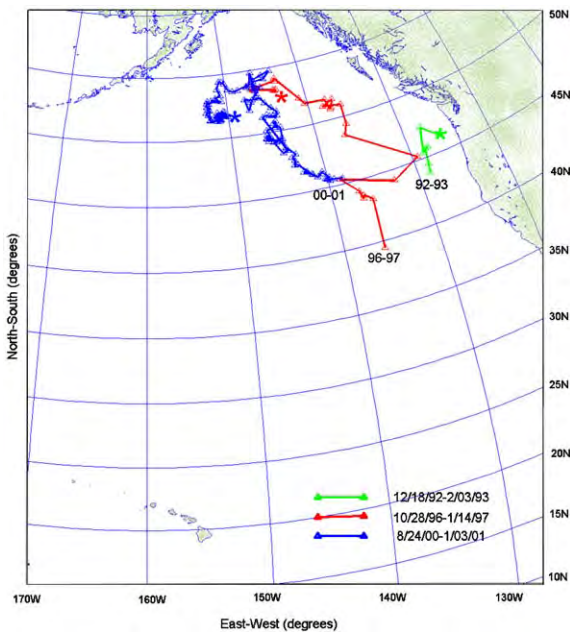 50N
45N
40N
35N
30N
25N
20N
15N
10N
North-South (degrees)
00-01
92-93
96-97
12/18/92-2/03/93
10/28/96-1/14/97
8/24/00-1/03/01
170W
160W
150W
140W
130W
East-West (degrees)